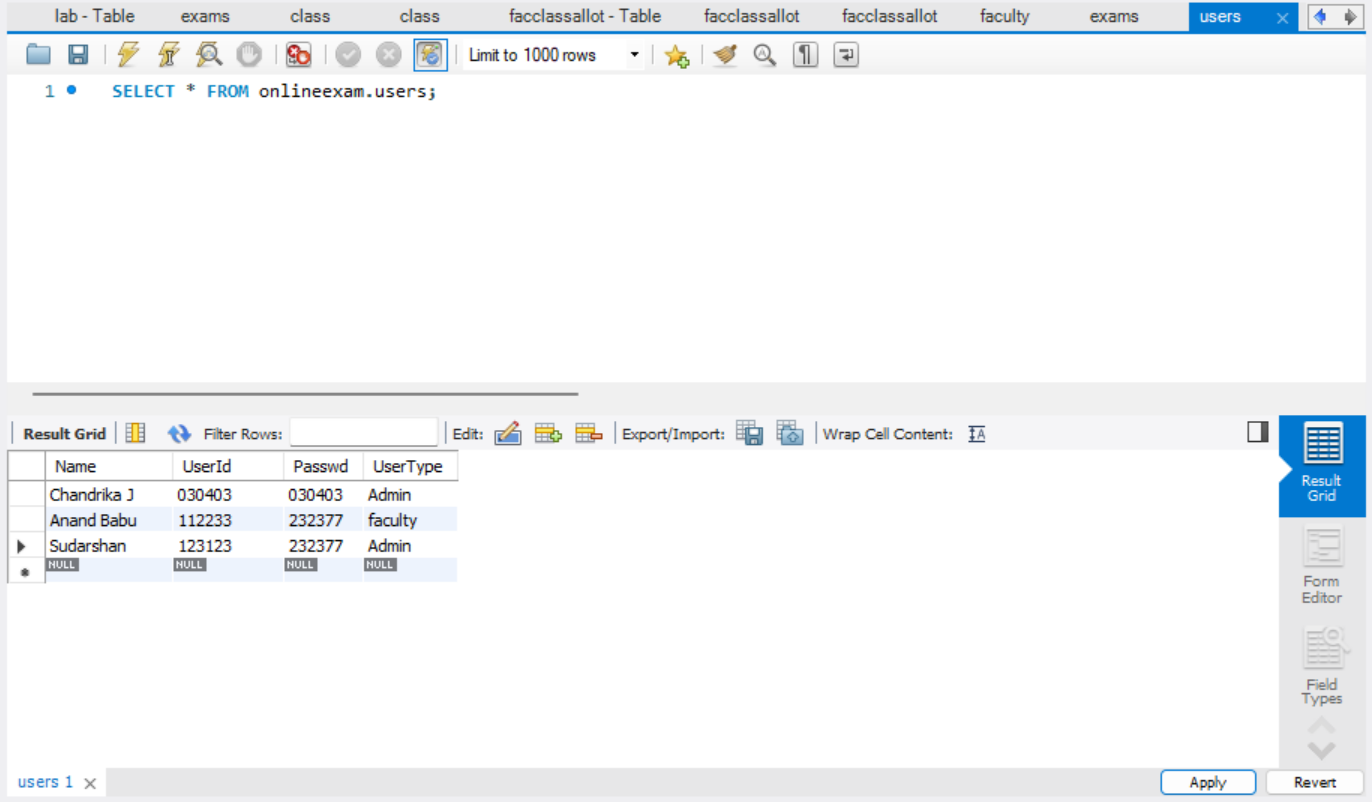 lab - Table exams class class facclassallot - Table facclassallot facclassallot faculty exams users
Limit to 1000 rows
1 SELECT * FROM onlineexam.users;
Result Grid Filter Rows: Edit: Export/Import: Wrap Cell Content:
Name UserId Passwd UserType
Chandrika J 030403 030403 Admin
Anand Babu 112233 232377 faculty
Sudarshan 123123 232377 Admin
NULL NULL NULL NULL
Result
Grid
Form
Editor
Field
Types
users 1 Apply Revert